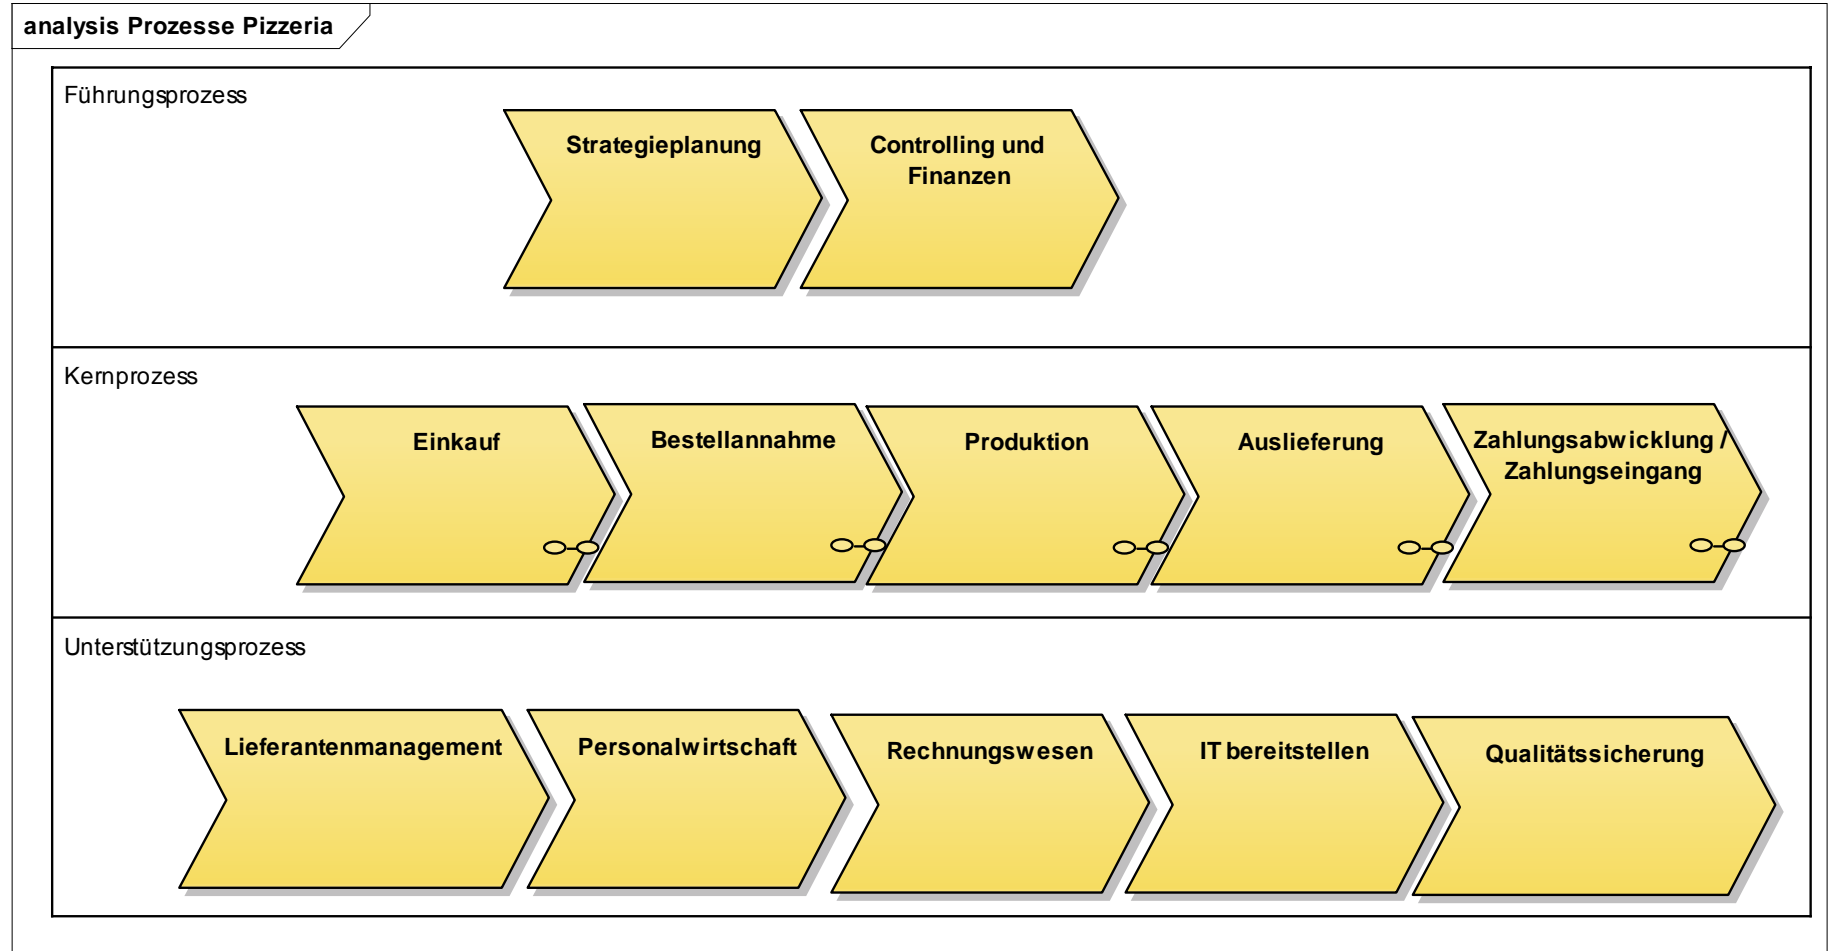 analysis Prozesse Pizzeria
Führungsprozess
Strategieplanung
Controlling und
Finanzen
Kernprozess
Einkauf
Bestellannahme
Produktion
Auslieferung
Zahlungsabwicklung /
Zahlungseingang
Unterstützungsprozess
Lieferantenmanagement
Personalwirtschaft
Rechnungswesen
IT bereitstellen
Qualitätssicherung